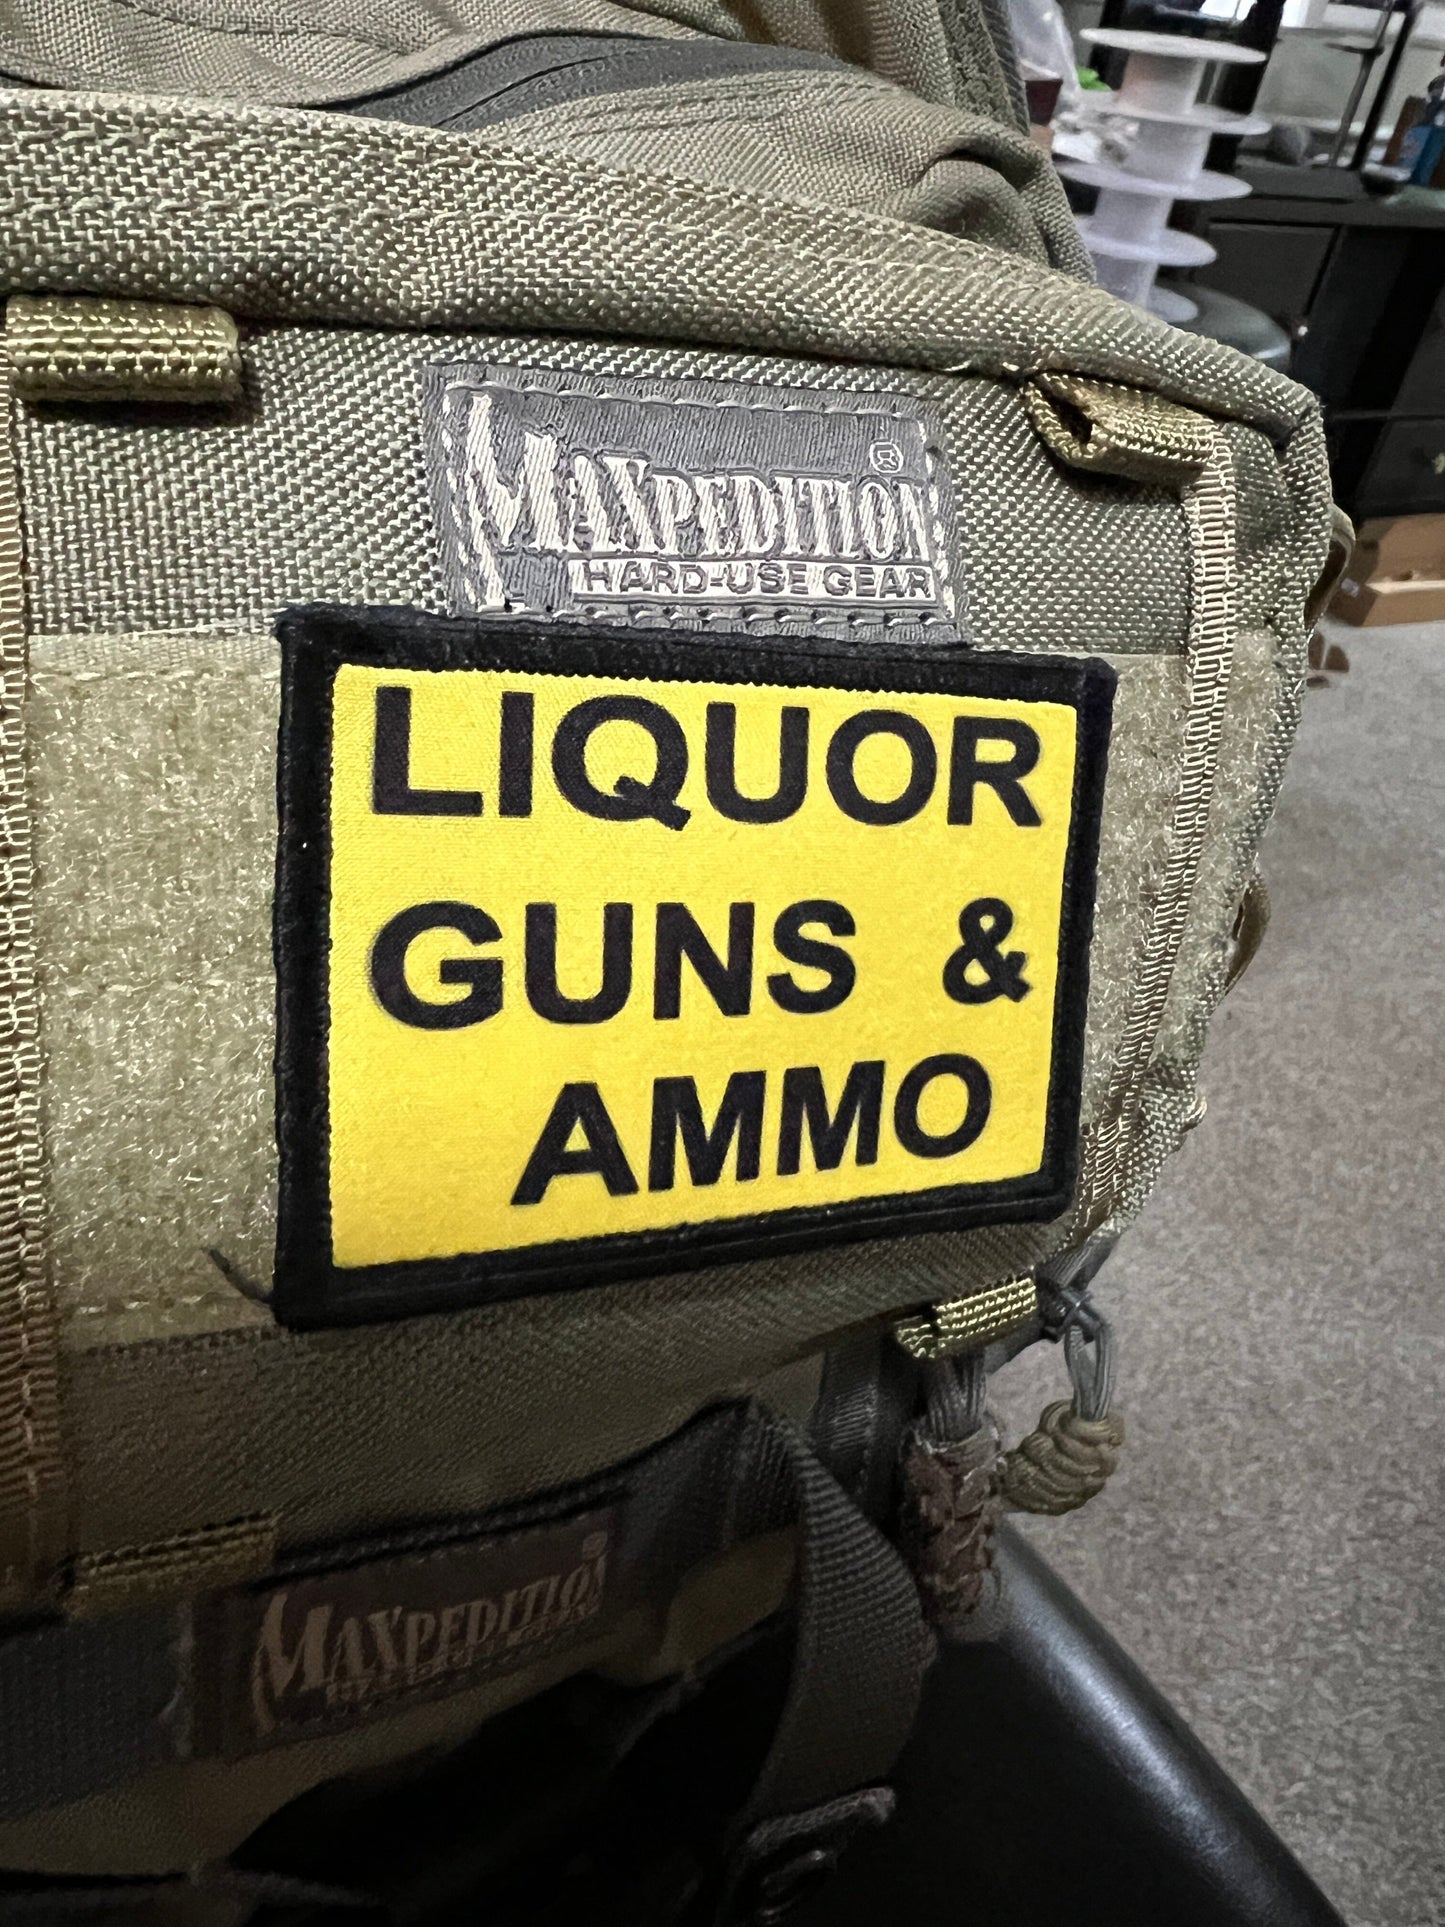 MAXPEDITION®
HARD-USE GEAR
LIQUOR
GUNS &
AMMO
MAXPEDITION®